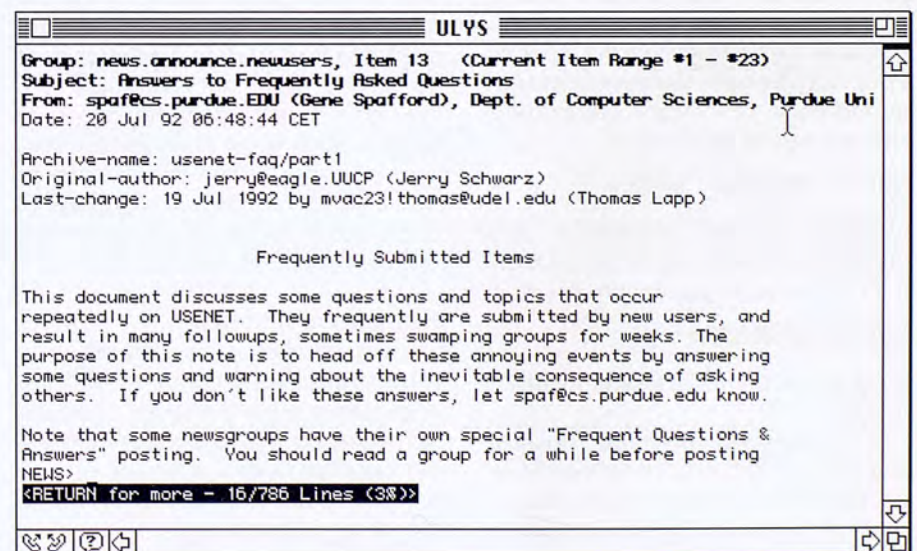 ULYS
Group: news.announce.newusers, Item 13 (Current Item Range #1 - #23)
Subject: Answers to Frequently Asked Questions
From: spaf@cs.purdue.EDU (Gene Spafford), Dept. of Computer Sciences, Purdue Uni
Date: 20 Jul 92 06:48:44 CET
Archive-name: usenet-faq/part1
Original-author: jerry@eagle.UUCP (Jerry Schwarz)
Last-change: 19 Jul 1992 by mvac23!thomas@udel.edu (Thomas Lapp)
Frequently Submitted Items
This document discusses some questions and topics that occur
repeatedly on USENET.  They frequently are submitted by new users, and
result in many followups, sometimes swamping groups for weeks. The
purpose of this note is to head off these annoying events by answering
some questions and warning about the inevitable consequence of asking
others.  If you don't like these answers, let spaf@cs.purdue.edu know.
Note that some newsgroups have their own special "Frequent Questions &
Answers" posting.  You should read a group for a while before posting
NEWS>
<RETURN for more - 16/786 Lines (3%)>